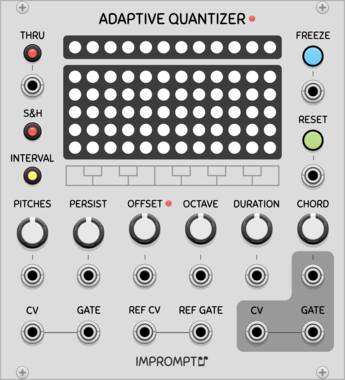 ADAPTIVE QUANTIZER
THRU
FREEZE
S&H
RESET
INTERVAL
PITCHES PERSIST OFFSET OCTAVE DURATION CHORD
CV GATE REF CV REF GATE CV GATE
IMPROMPTU